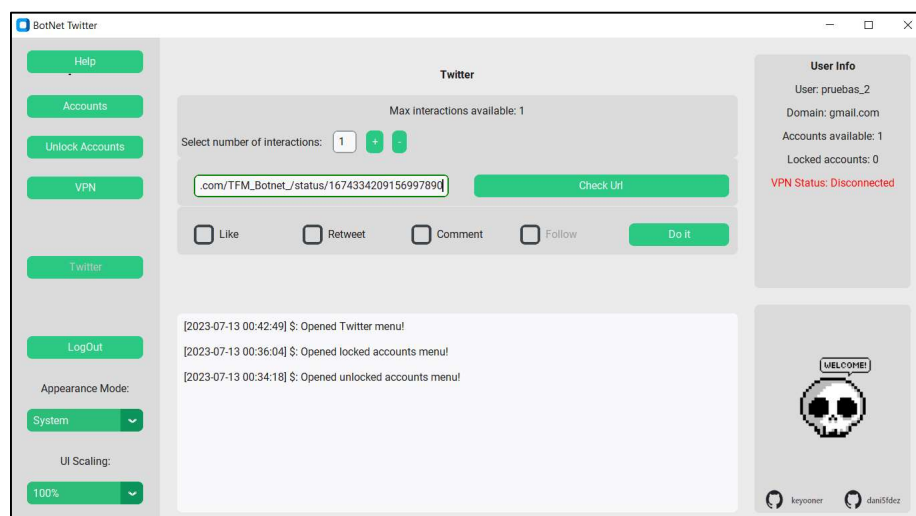 BotNet Twitter
Help
Accounts
Unlock Accounts
VPN
Twitter
LogOut
Appearance Mode:
System
UI Scaling:
100%
Twitter
Max interactions available: 1
Select number of interactions: 1 + -
.com/TFM_Botnet_/status/1674334209156997890 Check Url
Like Retweet Comment Follow Do it
[2023-07-13 00:42:49] $: Opened Twitter menu!
[2023-07-13 00:36:04] $: Opened locked accounts menu!
[2023-07-13 00:34:18] $: Opened unlocked accounts menu!
User Info
User: pruebas_2
Domain: gmail.com
Accounts available: 1
Locked accounts: 0
VPN Status: Disconnected
WELCOME!
keyooner dani5fdez